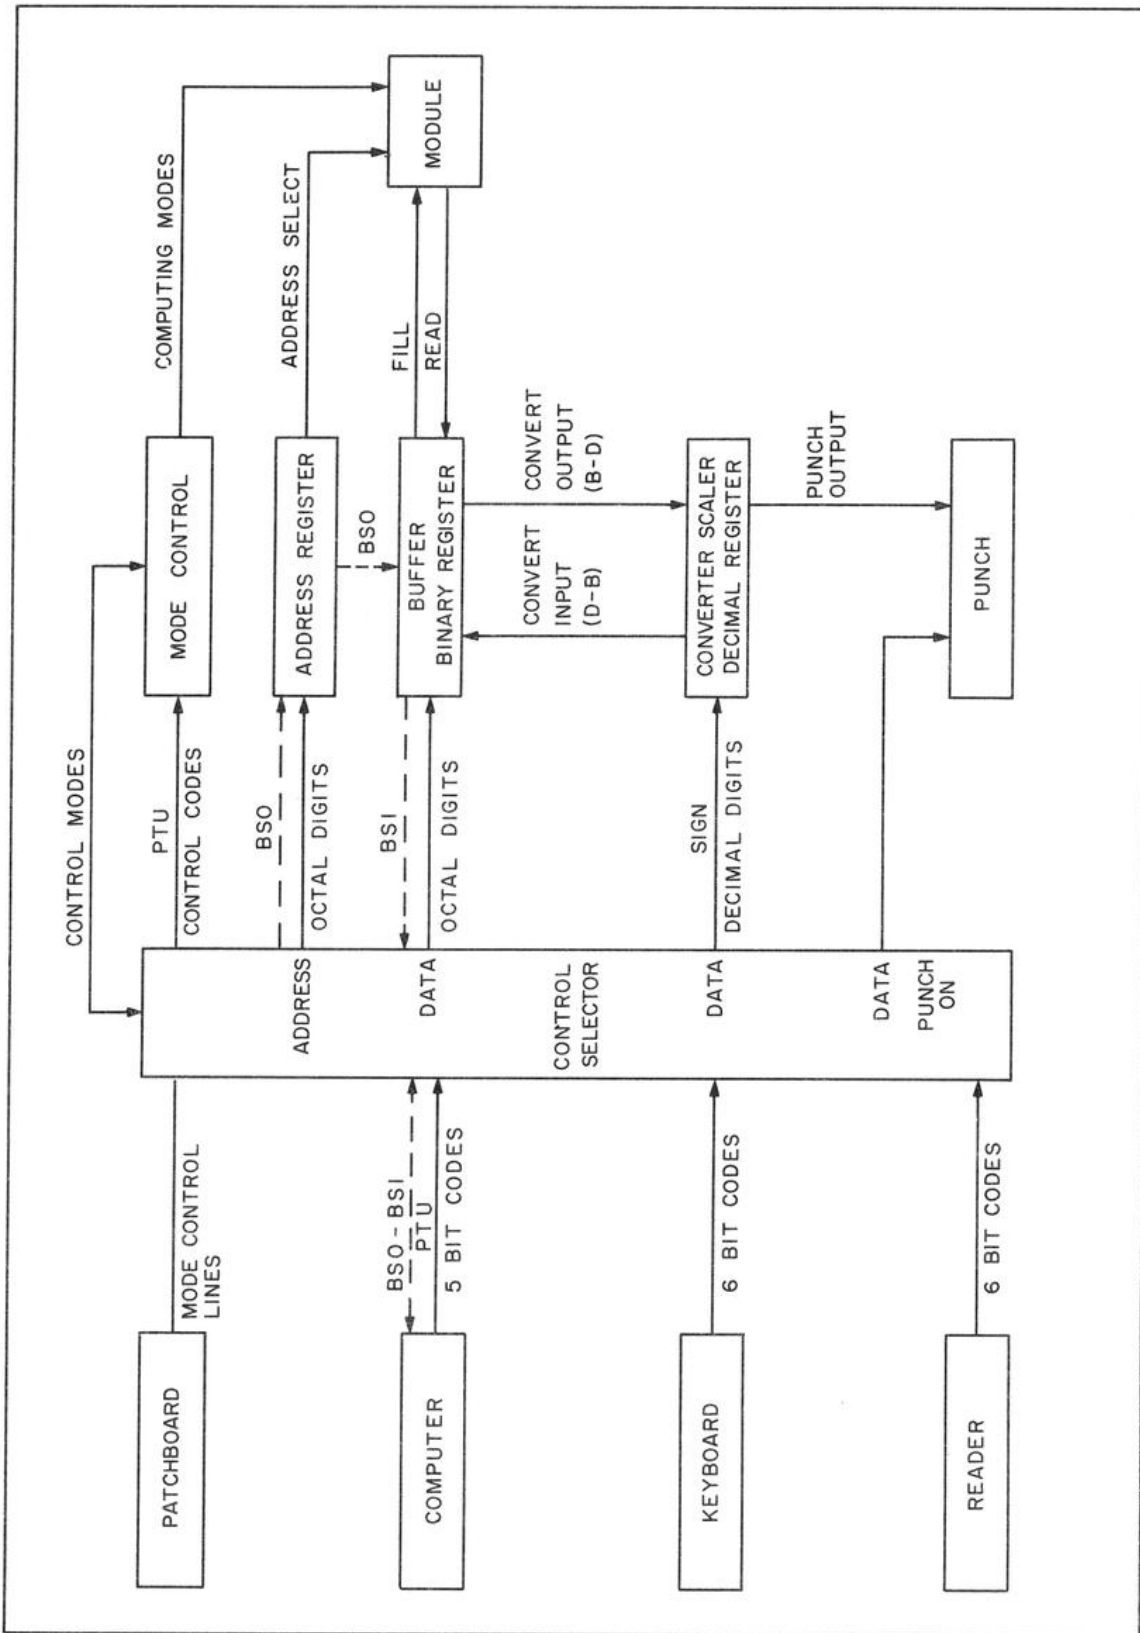 CONTROL MODES
PATCHBOARD
MODE CONTROL
LINES
PTU
CONTROL CODES
MODE CONTROL
COMPUTING MODES
ADDRESS
BSO
OCTAL DIGITS
ADDRESS REGISTER
ADDRESS SELECT
MODULE
BSO
COMPUTER
BSO-BSI
PTU
5 BIT CODES
DATA
BSI
OCTAL DIGITS
BUFFER
BINARY REGISTER
FILL
READ
CONTROL
SELECTOR
CONVERT
INPUT
(D-B)
CONVERT
OUTPUT
(B-D)
KEYBOARD
6 BIT CODES
DATA
SIGN
DECIMAL DIGITS
CONVERTER SCALER
DECIMAL REGISTER
PUNCH
OUTPUT
READER
6 BIT CODES
DATA
PUNCH
ON
PUNCH